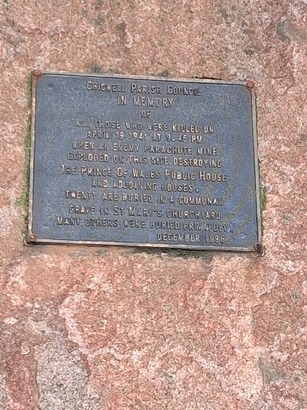 CHIGWELL PARISH COUNCIL
IN MEMORY
OF
ALL THOSE WHO WERE KILLED ON
APRIL 19 1941 AT 9.45 PM
WHEN AN ENEMY PARACHUTE MINE
EXPLODED ON THIS SITE DESTROYING
THE PRINCE OF WALES PUBLIC HOUSE
AND ADJOINING HOUSES.
TWENTY ARE BURIED IN A COMMUNAL
GRAVE IN ST MARY'S CHURCHYARD
MANY OTHERS WERE BURIED PRIVATELY.
DECEMBER 1996